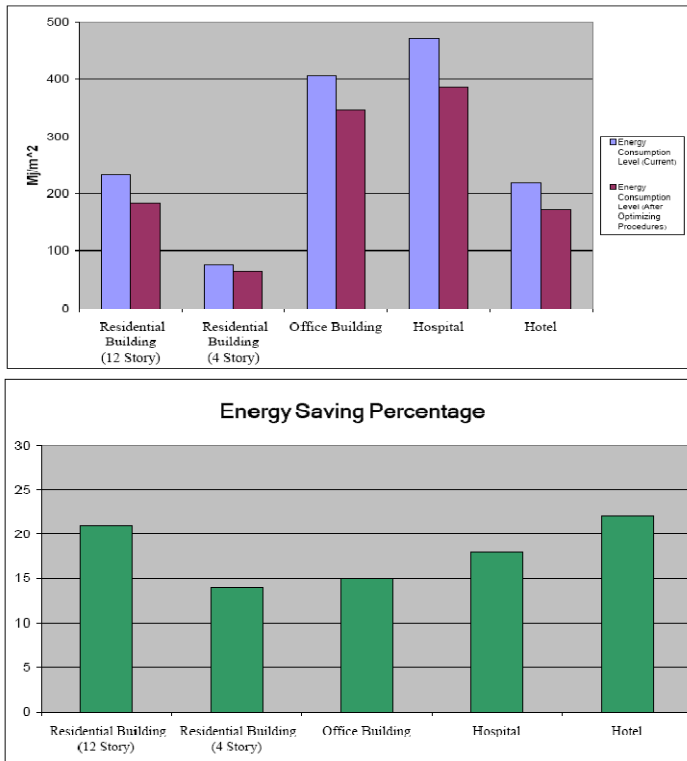 500
400
300
200
100
0
Mj/m^2
Residential
Building
(12 Story)
Residential
Building
(4 Story)
Office Building
Hospital
Hotel
Energy
Consumption
Level (Current)
Energy
Consumption
Level (After
Optimizing
Procedures)
Energy Saving Percentage
30
25
20
15
10
5
0
Residential Building
(12 Story)
Residential Building
(4 Story)
Office Building
Hospital
Hotel